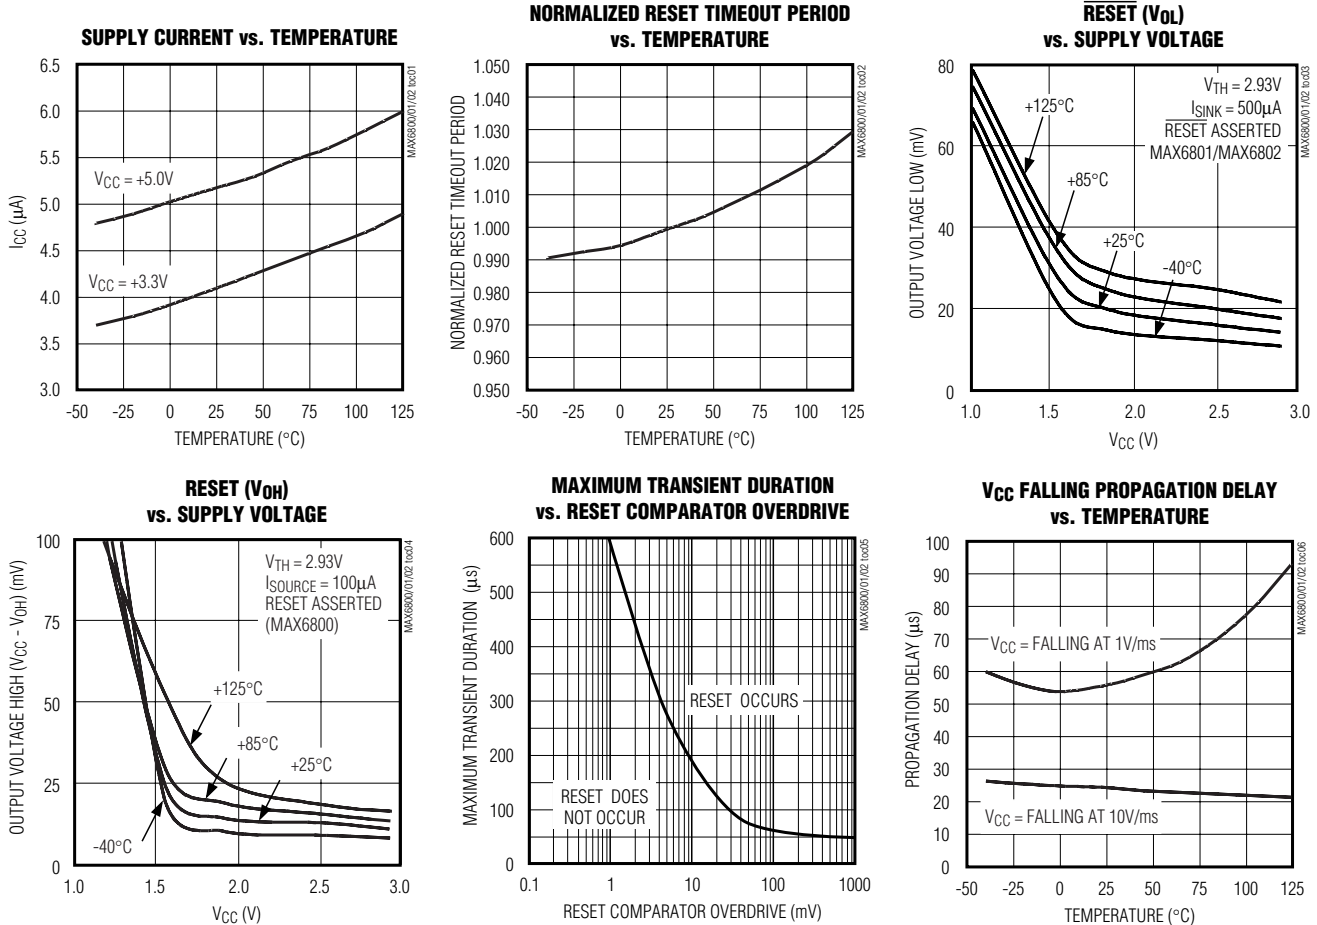 SUPPLY CURRENT vs. TEMPERATURE
6.5
6.0
5.5
5.0
4.5
4.0
3.5
3.0
ICC (µA)
VCC = +5.0V
VCC = +3.3V
-50 -25 0 25 50 75 100 125
TEMPERATURE (°C)
MAX6800/01/02 toc01
NORMALIZED RESET TIMEOUT PERIOD
vs. TEMPERATURE
1.050
1.040
1.030
1.020
1.010
1.000
0.990
0.980
0.970
0.960
0.950
NORMALIZED RESET TIMEOUT PERIOD
-50 -25 0 25 50 75 100 125
TEMPERATURE (°C)
MAX6800/01/02 toc02
RESET (VOL)
vs. SUPPLY VOLTAGE
80
60
40
20
0
OUTPUT VOLTAGE LOW (mV)
VTH = 2.93V
ISINK = 500µA
RESET ASSERTED
MAX6801/MAX6802
+125°C
+85°C
+25°C
-40°C
1.0 1.5 2.0 2.5 3.0
VCC (V)
MAX6800/01/02 toc03
RESET (VOH)
vs. SUPPLY VOLTAGE
100
75
50
25
0
OUTPUT VOLTAGE HIGH (VCC - VOH) (mV)
VTH = 2.93V
ISOURCE = 100µA
RESET ASSERTED
(MAX6800)
+125°C
+85°C
+25°C
-40°C
1.0 1.5 2.0 2.5 3.0
VCC (V)
MAX6800/01/02 toc04
MAXIMUM TRANSIENT DURATION
vs. RESET COMPARATOR OVERDRIVE
600
500
400
300
200
100
0
MAXIMUM TRANSIENT DURATION (µs)
RESET OCCURS
RESET DOES
NOT OCCUR
0.1 1 10 100 1000
RESET COMPARATOR OVERDRIVE (mV)
MAX6800/01/02 toc05
VCC FALLING PROPAGATION DELAY
vs. TEMPERATURE
100
90
80
70
60
50
40
30
20
10
0
PROPAGATION DELAY (µs)
VCC = FALLING AT 1V/ms
VCC = FALLING AT 10V/ms
-50 -25 0 25 50 75 100 125
TEMPERATURE (°C)
MAX6800/01/02 toc06